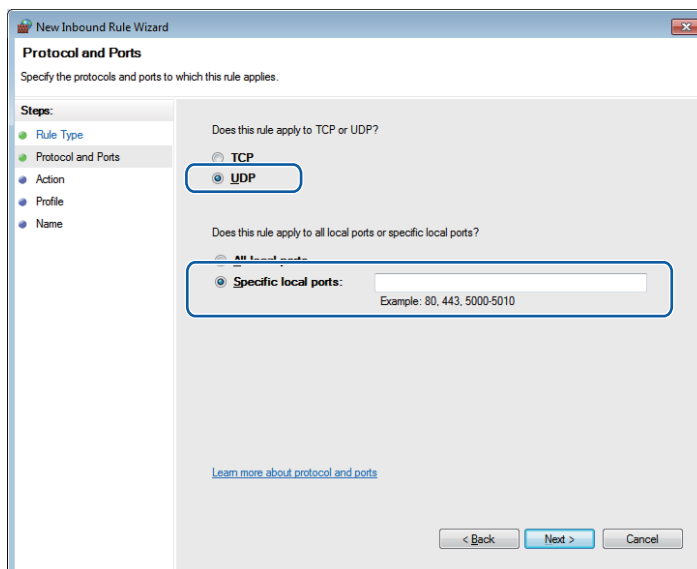 New Inbound Rule Wizard
Protocol and Ports
Specify the protocols and ports to which this rule applies.
Steps:
Rule Type
Protocol and Ports
Action
Profile
Name
Does this rule apply to TCP or UDP?
TCP
UDP
Does this rule apply to all local ports or specific local ports?
All local ports
Specific local ports:
Example: 80, 443, 5000-5010
Learn more about protocol and ports
< Back
Next >
Cancel